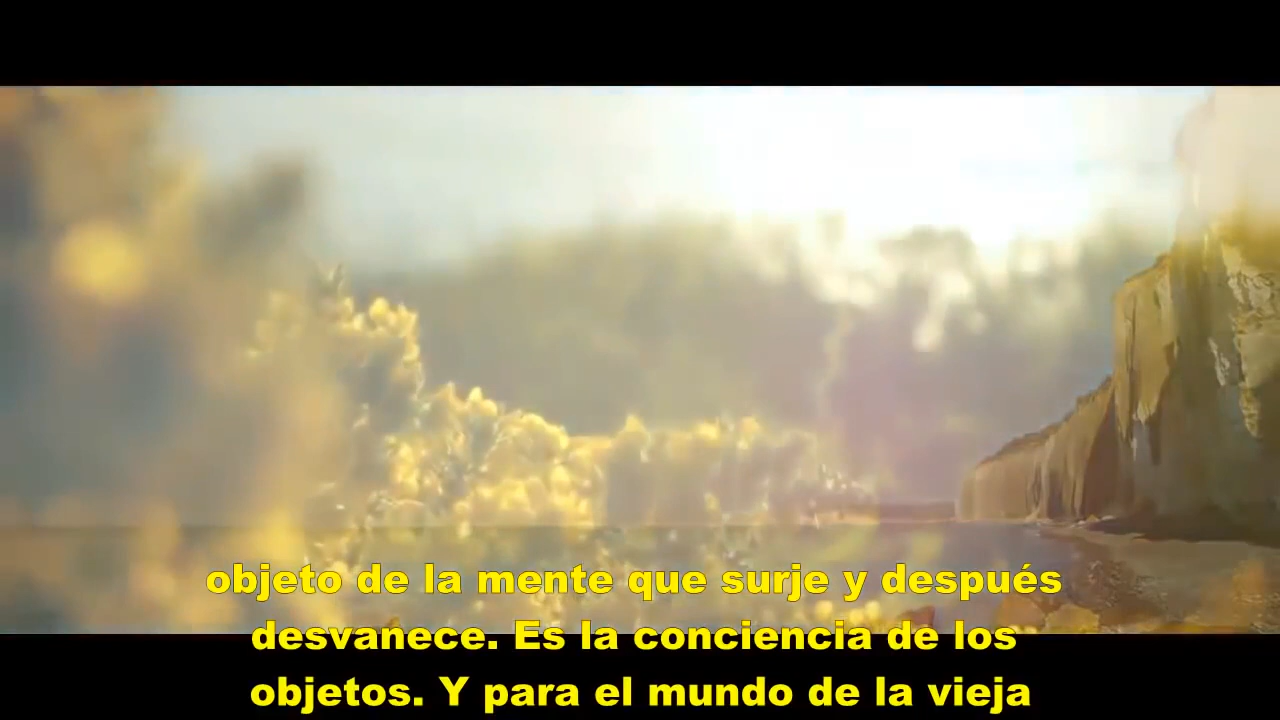 objeto de la mente que surje y después
desvanece. Es la conciencia de los
objetos. Y para el mundo de la vieja